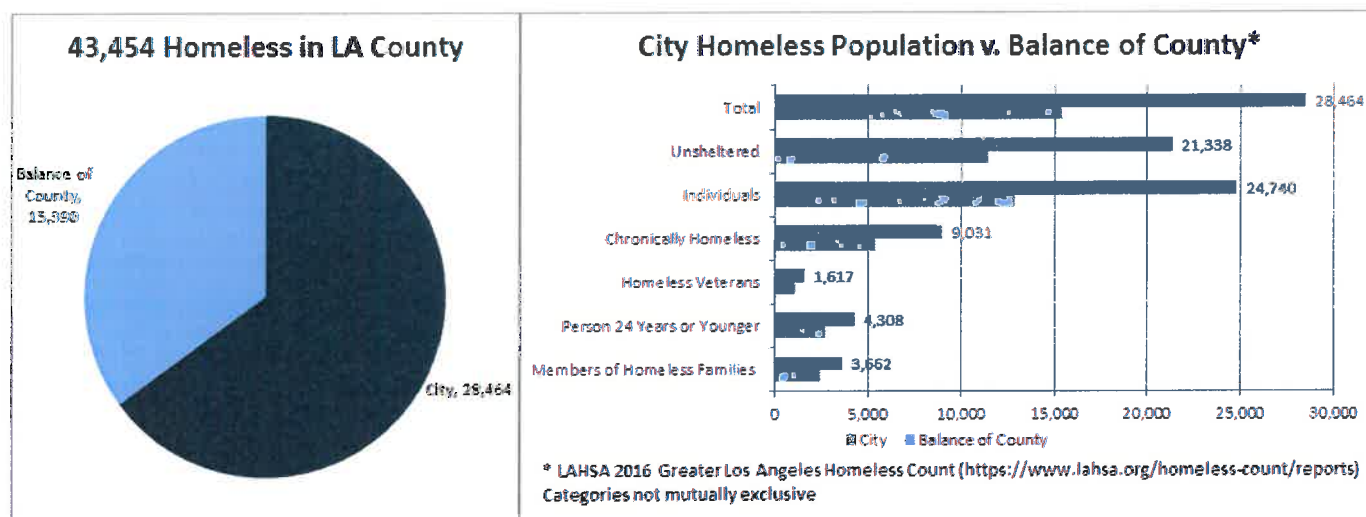 43,454 Homeless in LA County
Balance of
County,
City, 28,464
City Homeless Population v. Balance of County*
Total 28,464
Unsheltered 21,338
Individuals 24,740
Chronically Homeless 9,031
Homeless Veterans 1,617
Person 24 Years or Younger 4,308
Members of Homeless Families 3,662
0 5,000 10,000 15,000 20,000 25,000 30,000
City Balance of County
* LAHSA 2016 Greater Los Angeles Homeless Count (https://www.lahsa.org/homeless-count/reports)
Categories not mutually exclusive